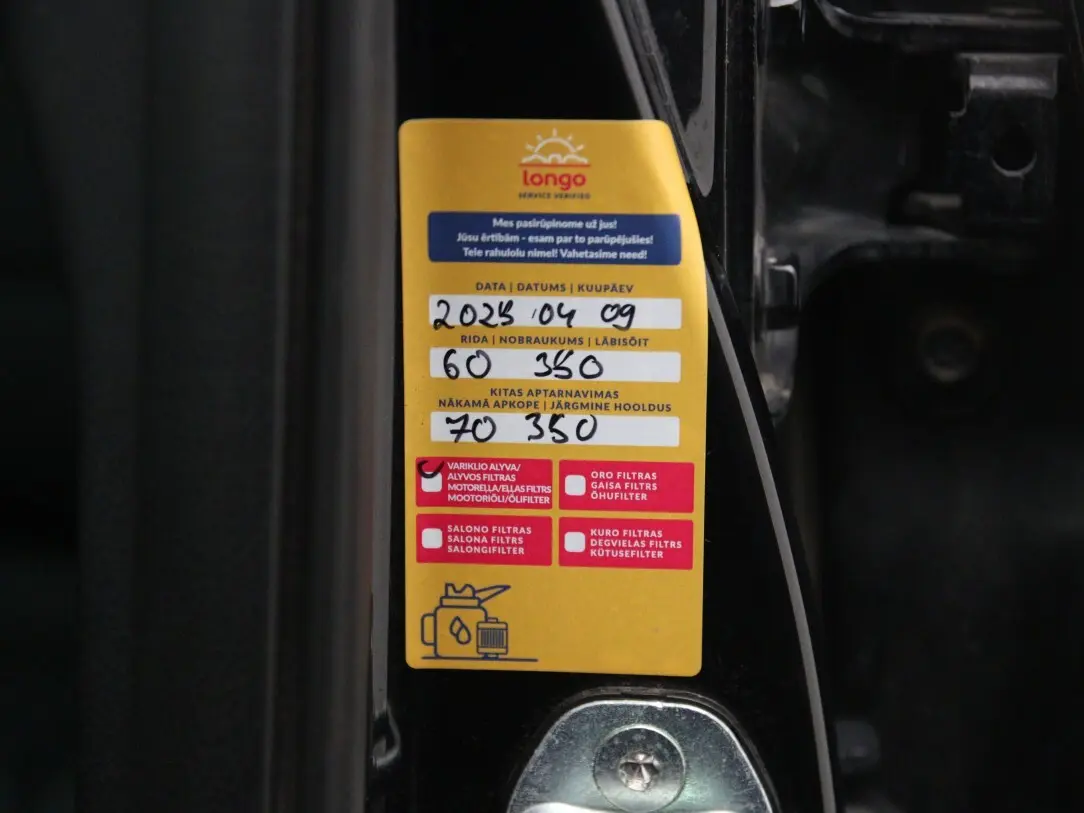 longo
SERVICE VERIFIED
Mes pasirūpinome už jus!
Jūsu ērtībām - esam par to parūpējušies!
Teie rahulolu nimel! Vahetasime need!
DATA | DATUMS | KUUPÄEV
2025 04 09
RIDA | NOBRAUKUMS | LÄBISÕIT
60 350
KITAS APTARNAVIMAS
NĀKAMĀ APKOPE | JÄRGMINE HOOLDUS
70 350
VARIKLIO ALYVA/
ALYVOS FILTRAS
MOTOREĻĻA/EĻĻAS FILTRS
MOOTORIÕLI/ÕLIFILTER
ORO FILTRAS
GAISA FILTRS
ÕHUFILTER
SALONO FILTRAS
SALONA FILTRS
SALONGIFILTER
KURO FILTRAS
DEGVIELAS FILTRS
KÜTUSEFILTER